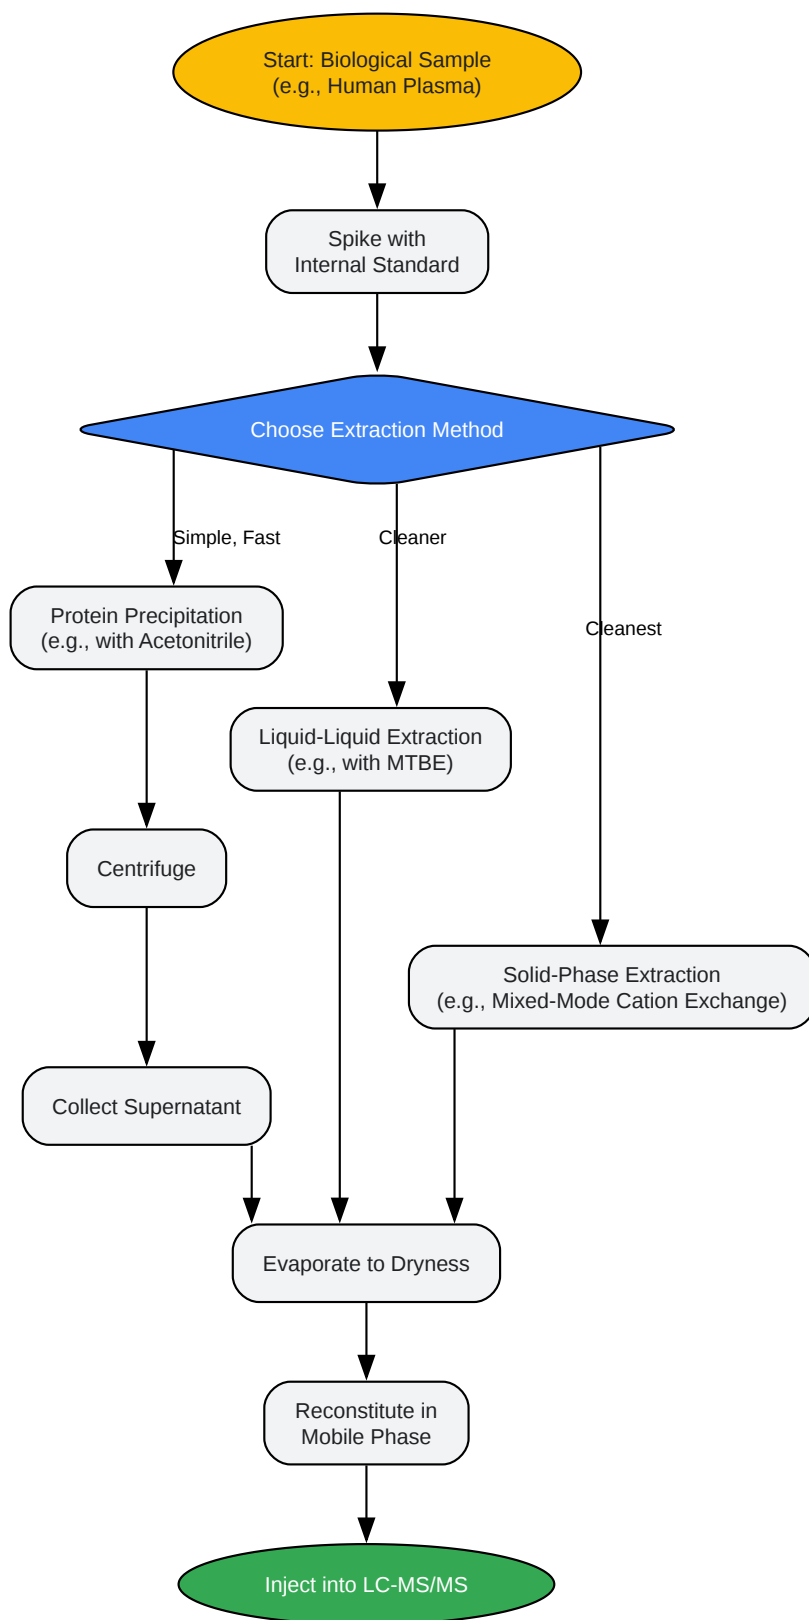 Start: Biological Sample
(e.g., Human Plasma)
Spike with
Internal Standard
Choose Extraction Method
Simple, Fast
Cleaner
Protein Precipitation
(e.g., with Acetonitrile)
Cleanest
Liquid-Liquid Extraction
(e.g., with MTBE)
Centrifuge
Solid-Phase Extraction
(e.g., Mixed-Mode Cation Exchange)
Collect Supernatant
Evaporate to Dryness
Reconstitute in
Mobile Phase
Inject into LC-MS/MS